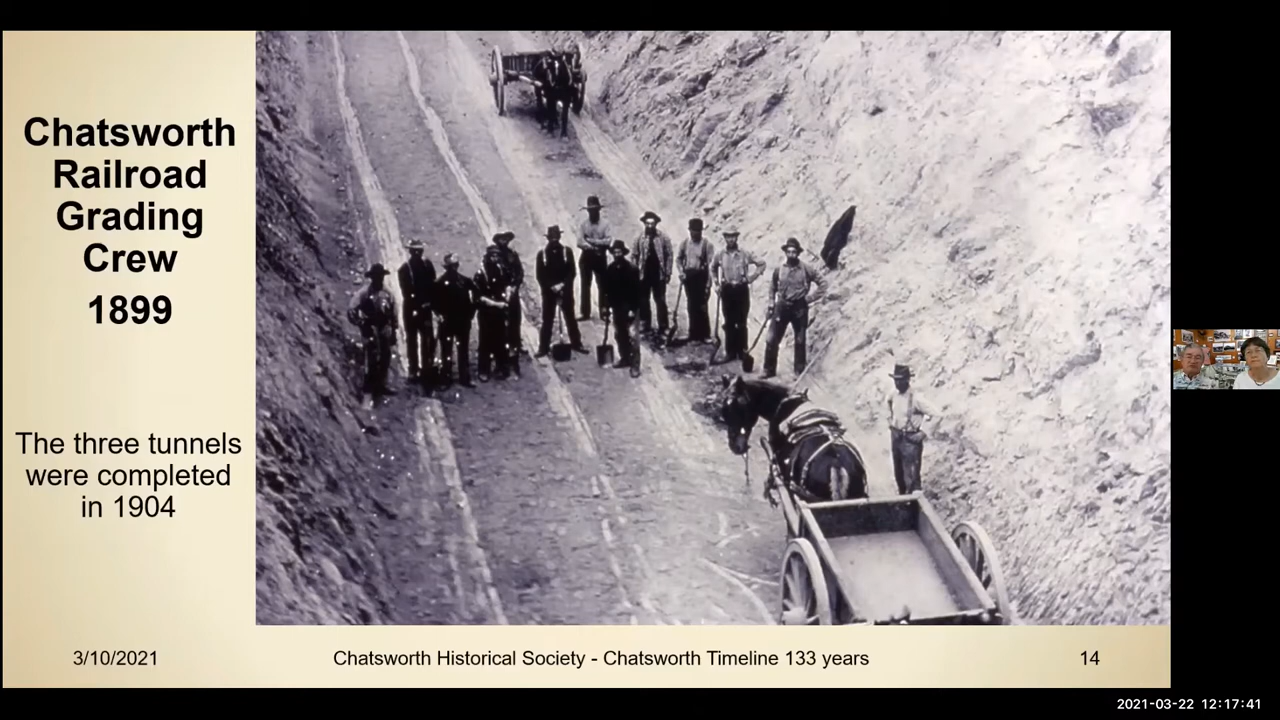 Chatsworth
Railroad
Grading
Crew
1899
The three tunnels
were completed
in 1904
3/10/2021
Chatsworth Historical Society - Chatsworth Timeline 133 years
14
2021-03-22 12:17:41